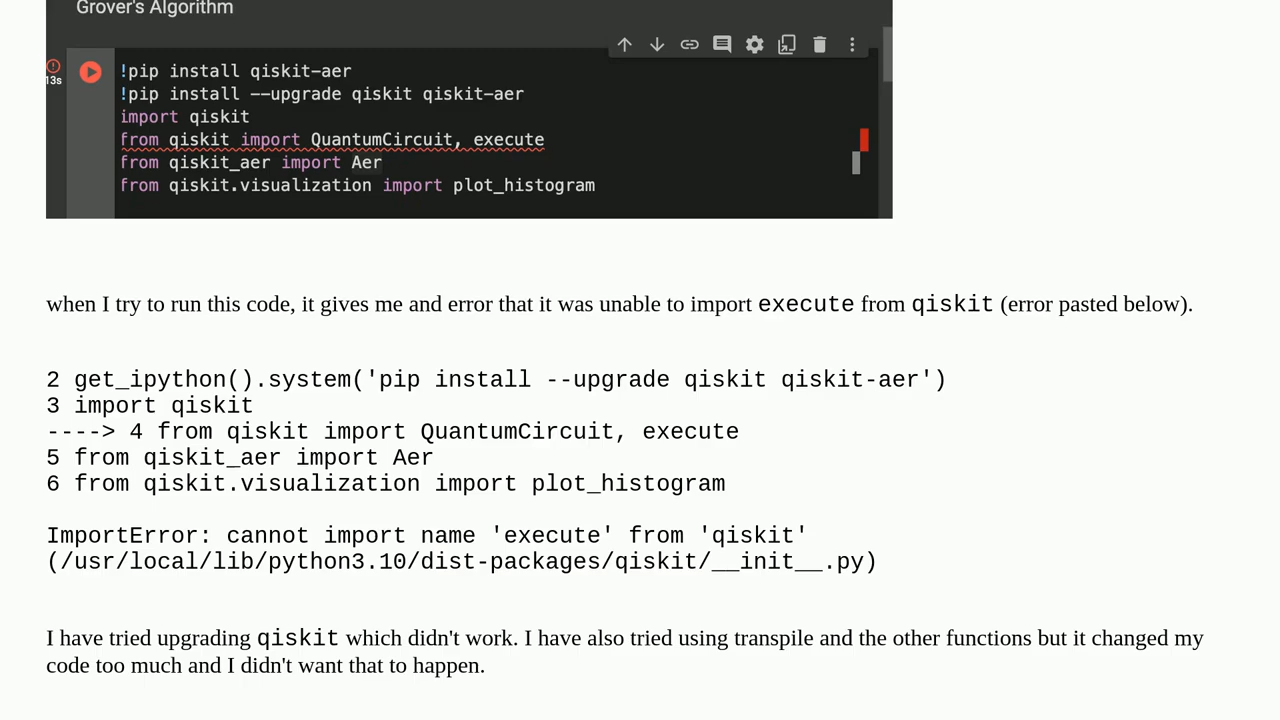 Grover's Algorithm
13s
!pip install qiskit-aer
!pip install --upgrade qiskit qiskit-aer
import qiskit
from qiskit import QuantumCircuit, execute
from qiskit_aer import Aer
from qiskit.visualization import plot_histogram
when I try to run this code, it gives me and error that it was unable to import execute from qiskit (error pasted below).
2 get_ipython().system('pip install --upgrade qiskit qiskit-aer')
3 import qiskit
----> 4 from qiskit import QuantumCircuit, execute
5 from qiskit_aer import Aer
6 from qiskit.visualization import plot_histogram
ImportError: cannot import name 'execute' from 'qiskit'
(/usr/local/lib/python3.10/dist-packages/qiskit/__init__.py)
I have tried upgrading qiskit which didn't work. I have also tried using transpile and the other functions but it changed my
code too much and I didn't want that to happen.